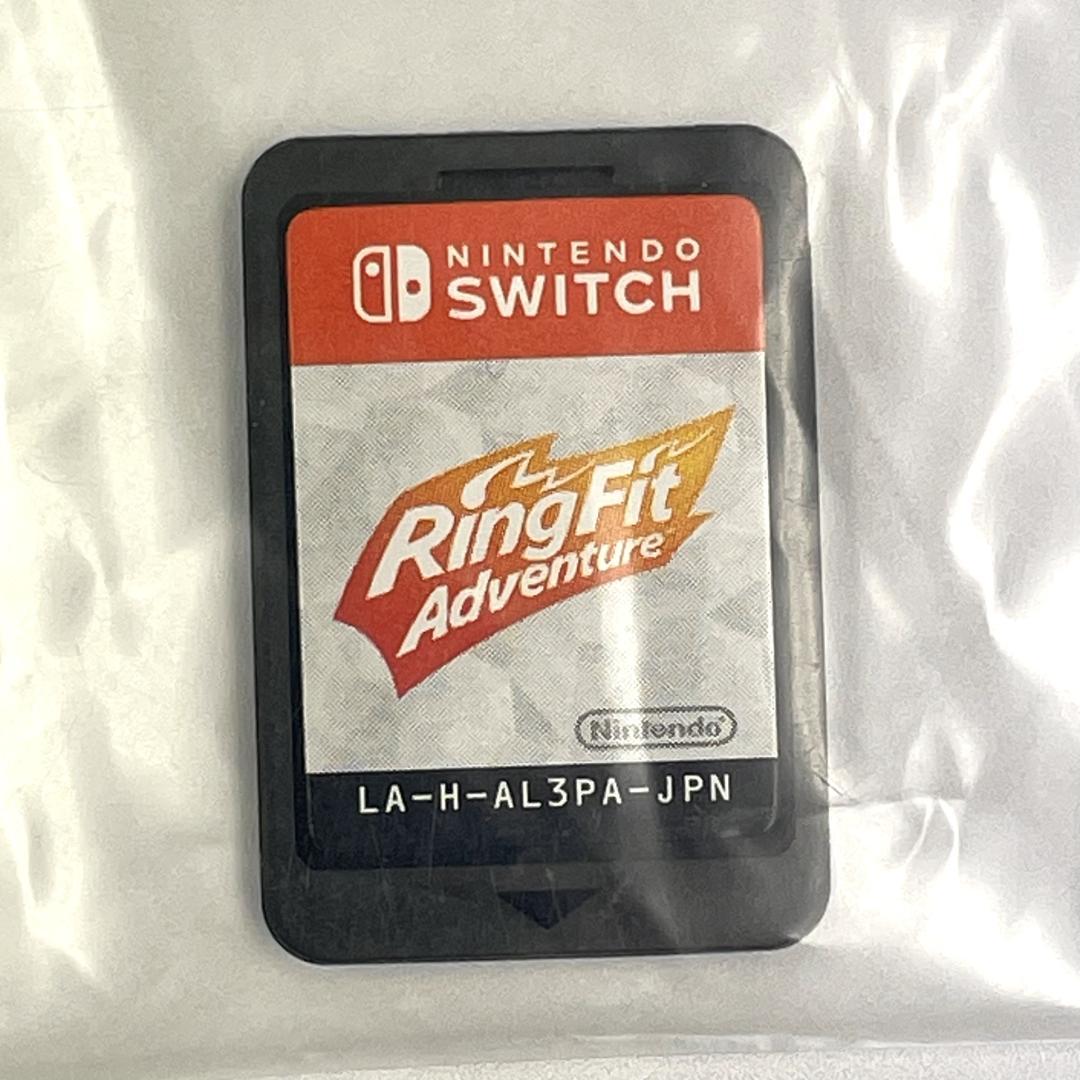 NINTENDO
SWITCH
RingFit
Adventure
Nintendo
LA-H-AL3PA-JPN